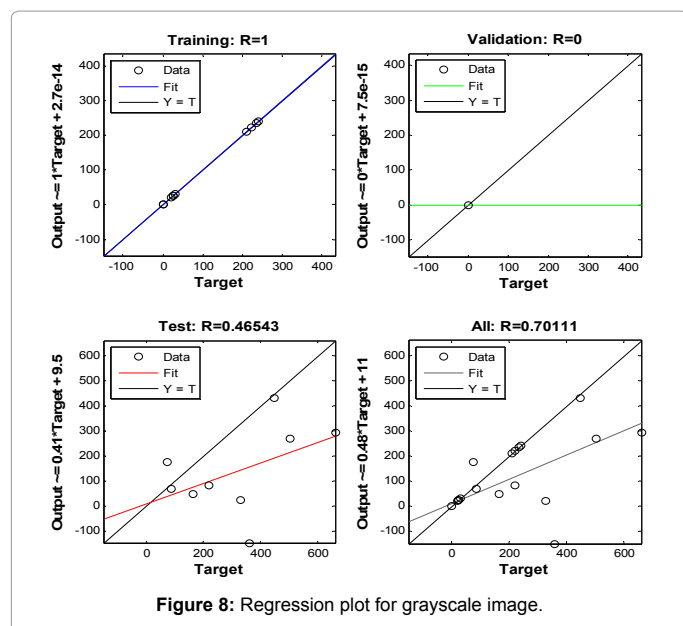 Training: R=1
Output ~= 1*Target + 2.7e-14
400
300
200
100
0
-100
Data
Fit
Y = T
-100 0 100 200 300 400
Target
Validation: R=0
Output ~= 0*Target + 7.5e-15
400
300
200
100
0
-100
Data
Fit
Y = T
-100 0 100 200 300 400
Target
Test: R=0.46543
Output ~= 0.41*Target + 9.5
600
500
400
300
200
100
0
-100
Data
Fit
Y = T
0 200 400 600
Target
All: R=0.70111
Output ~= 0.48*Target + 11
600
500
400
300
200
100
0
-100
Data
Fit
Y = T
0 200 400 600
Target
Figure 8: Regression plot for grayscale image.